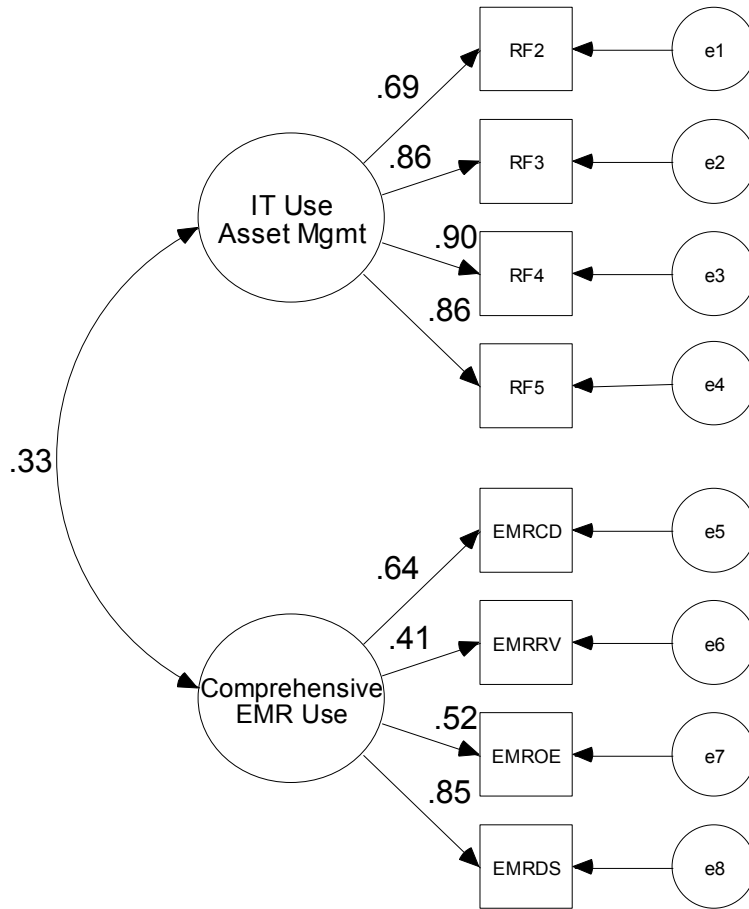 RF2
e1
.69
.86
RF3
e2
IT Use
Asset Mgmt
.90
RF4
e3
.86
RF5
e4
.33
EMRCD
e5
.64
.41
EMRRV
e6
Comprehensive
EMR Use
.52
EMROE
e7
.85
EMRDS
e8